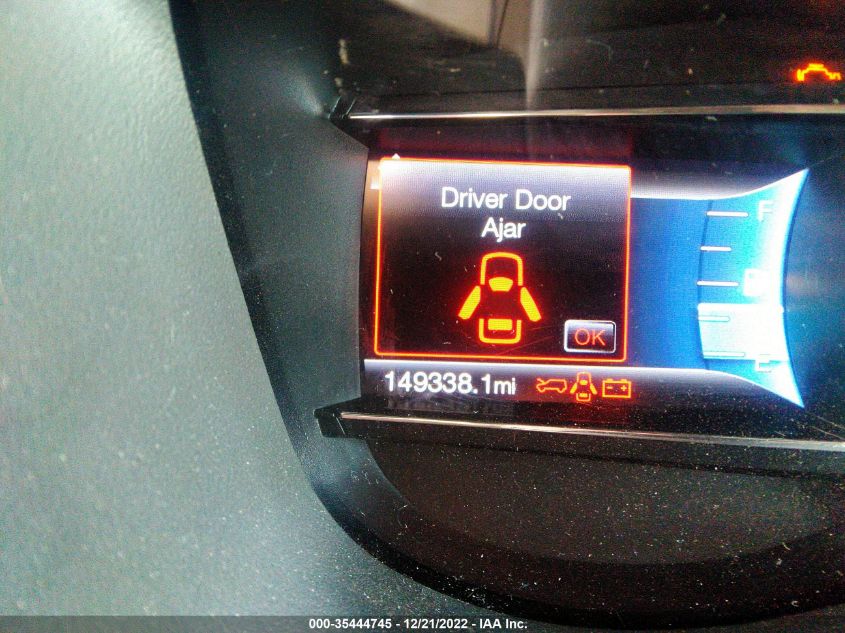 Driver Door
Ajar
OK
F
E
149338.1mi
000-35444745 - 12/21/2022 - IAA Inc.